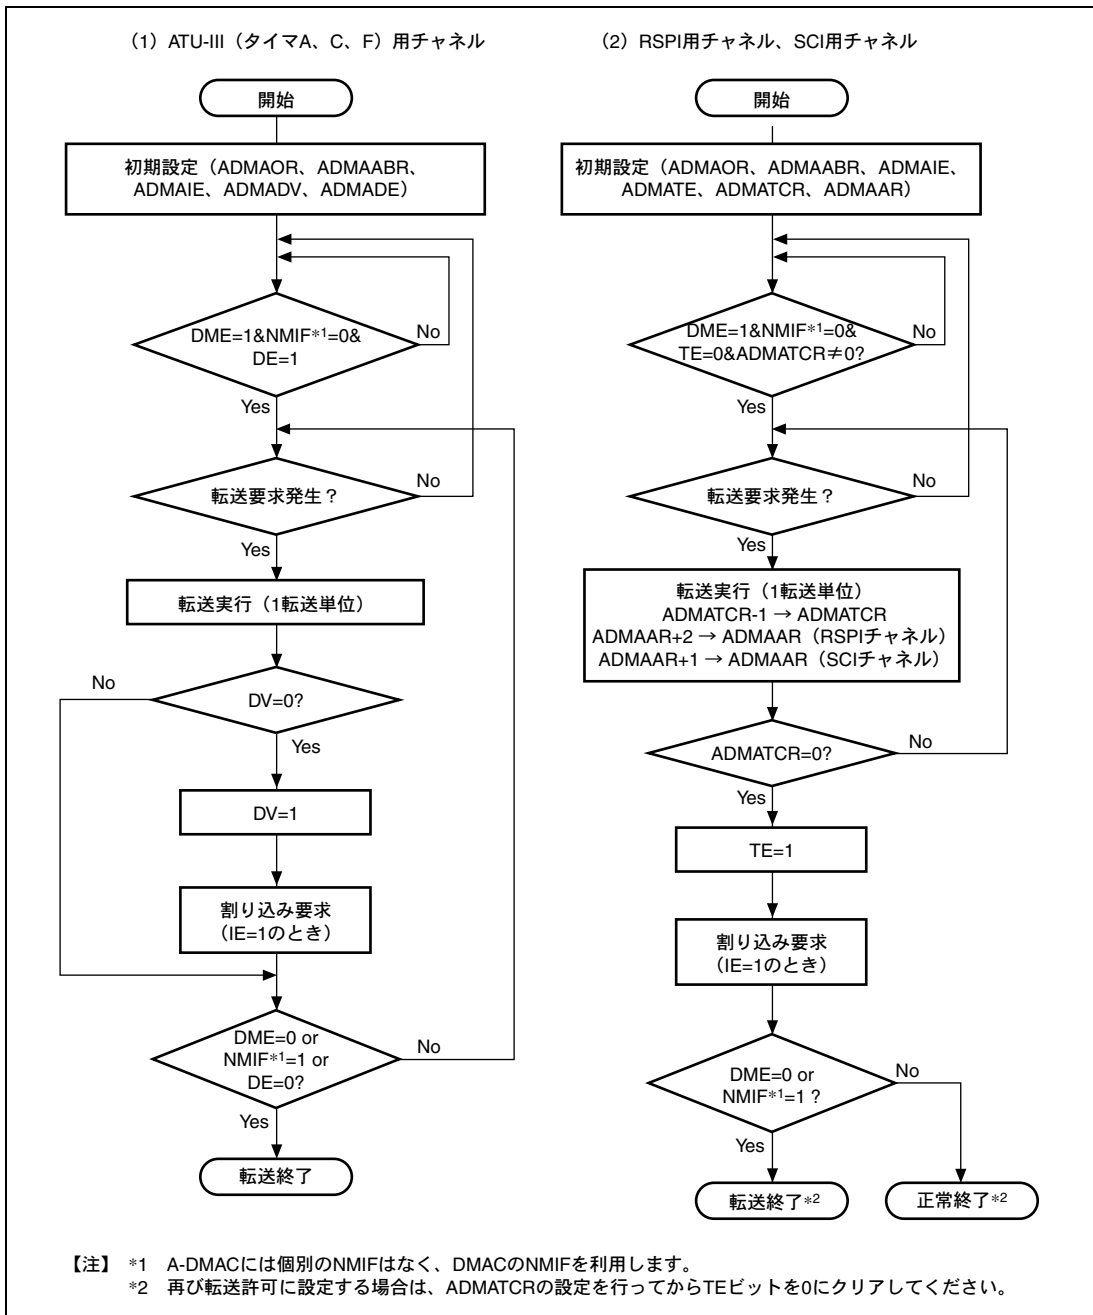 （1）ATU-III（タイマA、C、F）用チャネル
開始
初期設定（ADMAOR、ADMAABR、
ADMAIE、ADMADV、ADMADE）
DME=1&NMIF*1=0&
DE=1
No
Yes
転送要求発生？
No
Yes
転送実行（1転送単位）
DV=0?
No
Yes
DV=1
割り込み要求
（IE=1のとき）
DME=0 or
NMIF*1=1 or
DE=0?
No
Yes
転送終了
（2）RSPI用チャネル、SCI用チャネル
開始
初期設定（ADMAOR、ADMAABR、ADMAIE、
ADMATE、ADMATCR、ADMAAR）
DME=1&NMIF*1=0&
TE=0&ADMATCR≠0?
No
Yes
転送要求発生？
No
Yes
転送実行（1転送単位）
ADMATCR-1 → ADMATCR
ADMAAR+2 → ADMAAR（RSPIチャネル）
ADMAAR+1 → ADMAAR（SCIチャネル）
ADMATCR=0?
No
Yes
TE=1
割り込み要求
（IE=1のとき）
DME=0 or
NMIF*1=1 ?
No
Yes
転送終了*2
正常終了*2
【注】 *1 A-DMACには個別のNMIFはなく、DMACのNMIFを利用します。
*2 再び転送許可に設定する場合は、ADMATCRの設定を行ってからTEビットを0にクリアしてください。